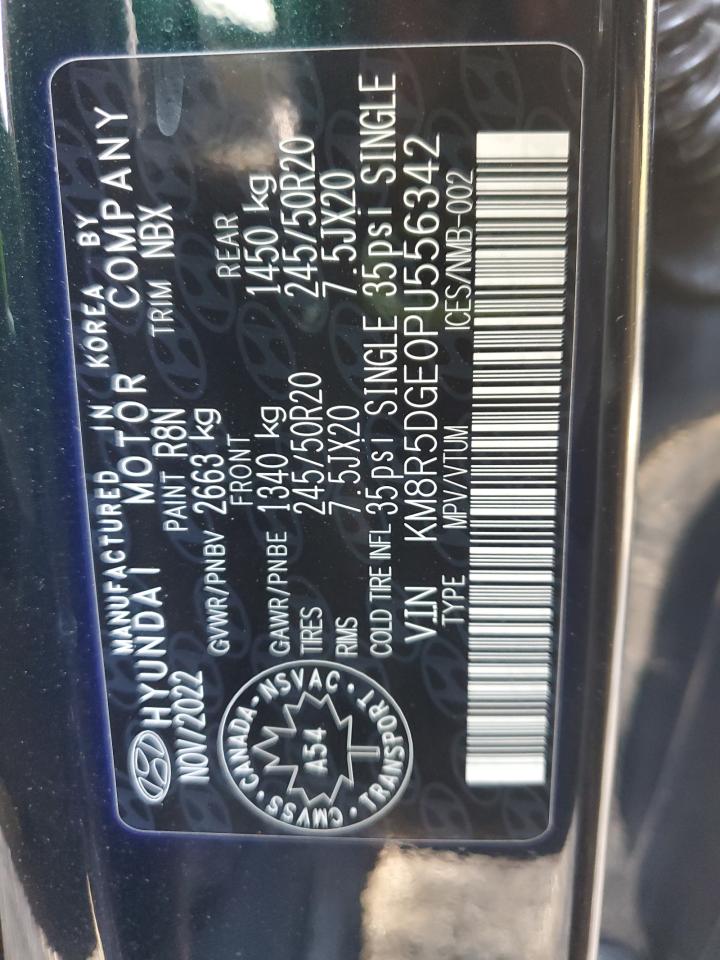 MANUFACTURED IN KOREA BY
HYUNDAI MOTOR COMPANY
NOV/2022 PAINT R8N TRIM NBX
GVWR/PNBV 2663 kg
FRONT REAR
GAWR/PNBE 1340 kg 1450 kg
TIRES 245/50R20 245/50R20
RIMS 7.5JX20 7.5JX20
COLD TIRE INFL 35psi SINGLE 35psi SINGLE
VIN KM8R5DGE0PU556342
TYPE MPV/VTUM ICES/NMB-002
CMVSS · CANADA · NSVAC · TRANSPORT ·
A54